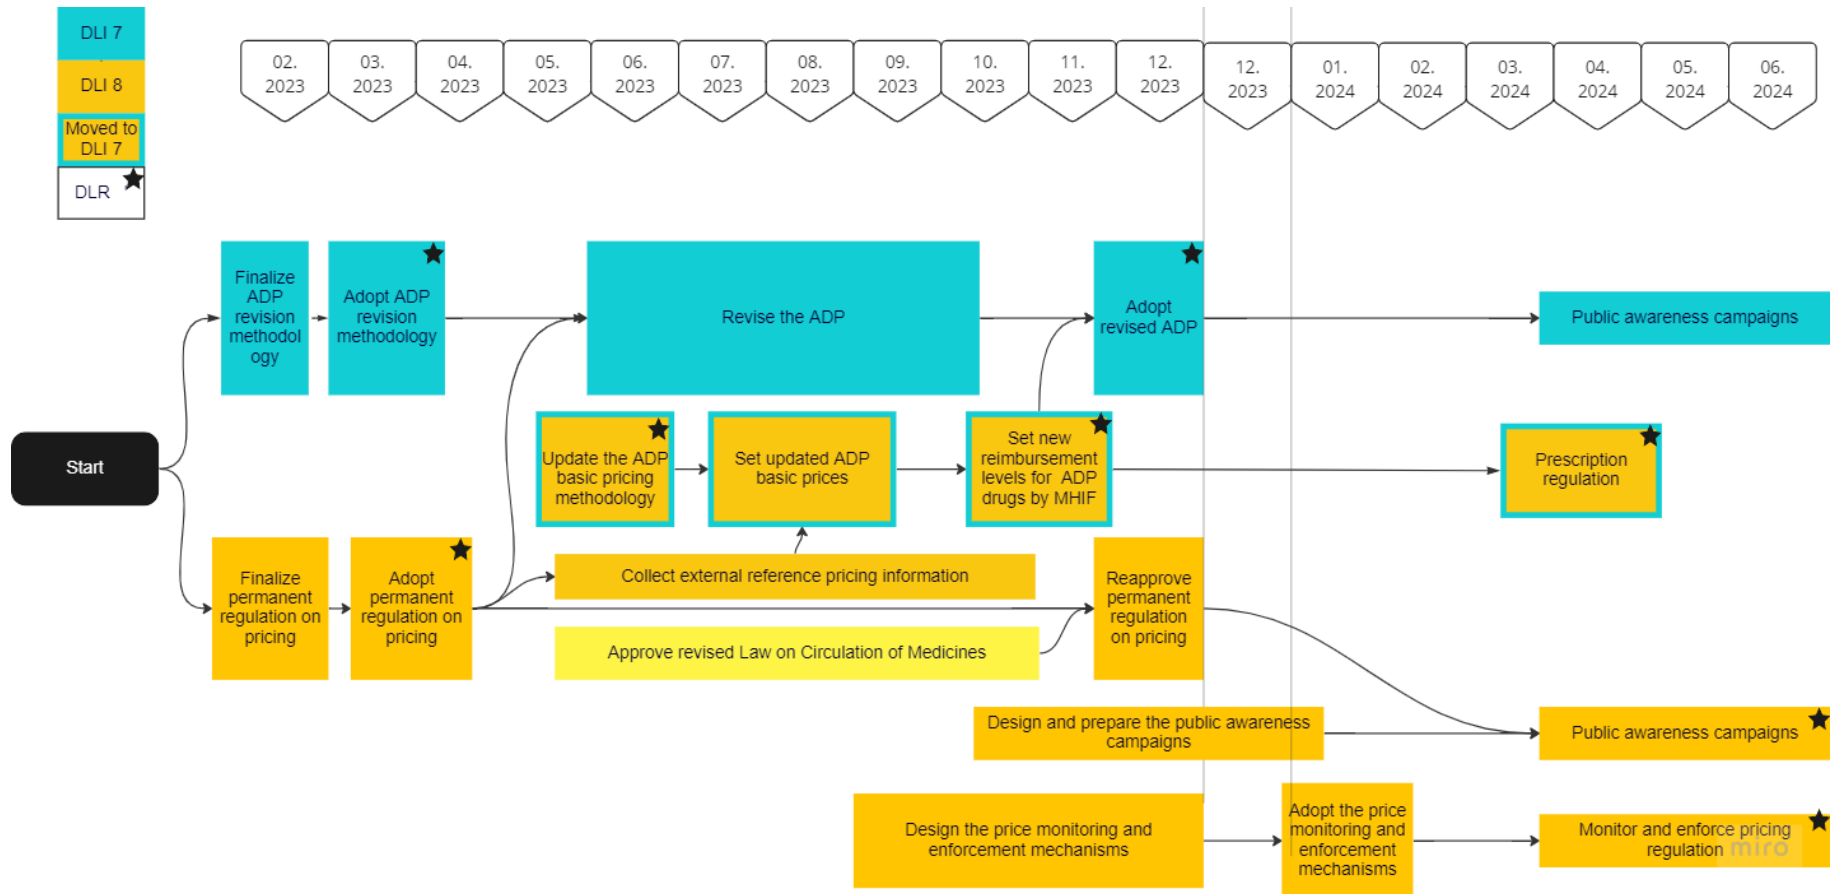 DLI 7
DLI 8
Moved to
DLI 7
DLR
02.
2023
03.
2023
04.
2023
05.
2023
06.
2023
07.
2023
08.
2023
09.
2023
10.
2023
11.
2023
12.
2023
12.
2023
01.
2024
02.
2024
03.
2024
04.
2024
05.
2024
06.
2024
Finalize
ADP
revision
methodol
ogy
Adopt ADP
revision
methodology
Revise the ADP
Adopt
revised ADP
Public awareness campaigns
Start
Update the ADP
basic pricing
methodology
Set updated ADP
basic prices
Set new
reimbursement
levels for ADP
drugs by MHIF
Prescription
regulation
Finalize
permanent
regulation on
pricing
Adopt
permanent
regulation on
pricing
Collect external reference pricing information
Reapprove
permanent
regulation
on pricing
Approve revised Law on Circulation of Medicines
Design and prepare the public awareness
campaigns
Public awareness campaigns
Design the price monitoring and
enforcement mechanisms
Adopt the price
monitoring and
enforcement
mechanisms
Monitor and enforce pricing
regulation
miro